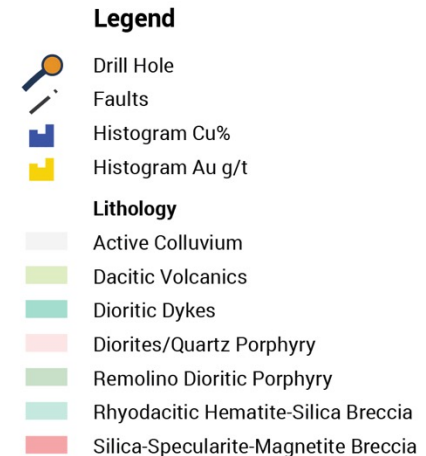 Legend
Drill Hole
Faults
Histogram Cu%
Histogram Au g/t
Lithology
Active Colluvium
Dacitic Volcanics
Dioritic Dykes
Diorites/Quartz Porphyry
Remolino Dioritic Porphyry
Rhyodacitic Hematite-Silica Breccia
Silica-Specularite-Magnetite Breccia